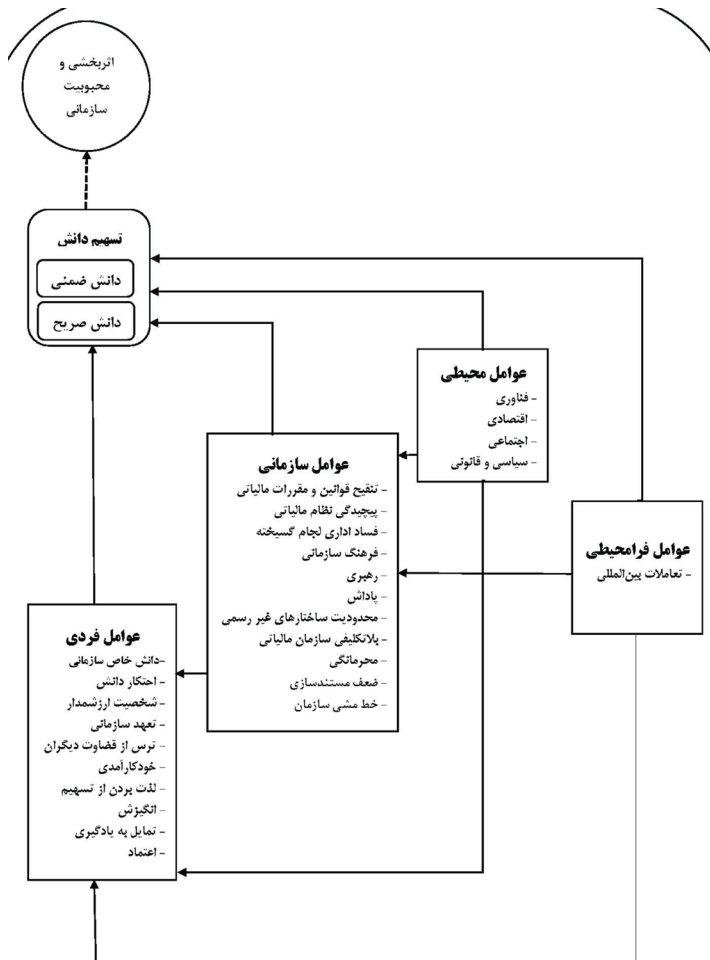 اثربخشی و
محبوبیت
سازمانی
تسهیم دانش
دانش ضمنی
دانش صریح
عوامل محیطی
- فناوری
- اقتصادی
- اجتماعی
- سیاسی و قانونی
عوامل سازمانی
- تنقیح قوانین و مقررات مالیاتی
- پیچیدگی نظام مالیاتی
- فساد اداری لجام گسیخته
- فرهنگ سازمانی
- رهبری
- پاداش
- محدودیت ساختارهای غیر رسمی
- بلاتکلیفی سازمان مالیاتی
- محرمانگی
- ضعف مستندسازی
- خط مشی سازمان
عوامل فرامحیطی
- تعاملات بین‌المللی
عوامل فردی
-دانش خاص سازمانی
- احتکار دانش
- شخصیت ارزشمدار
- تعهد سازمانی
- ترس از قضاوت دیگران
- خودکارآمدی
- لذت بردن از تسهیم
- انگیزش
- تمایل به یادگیری
- اعتماد